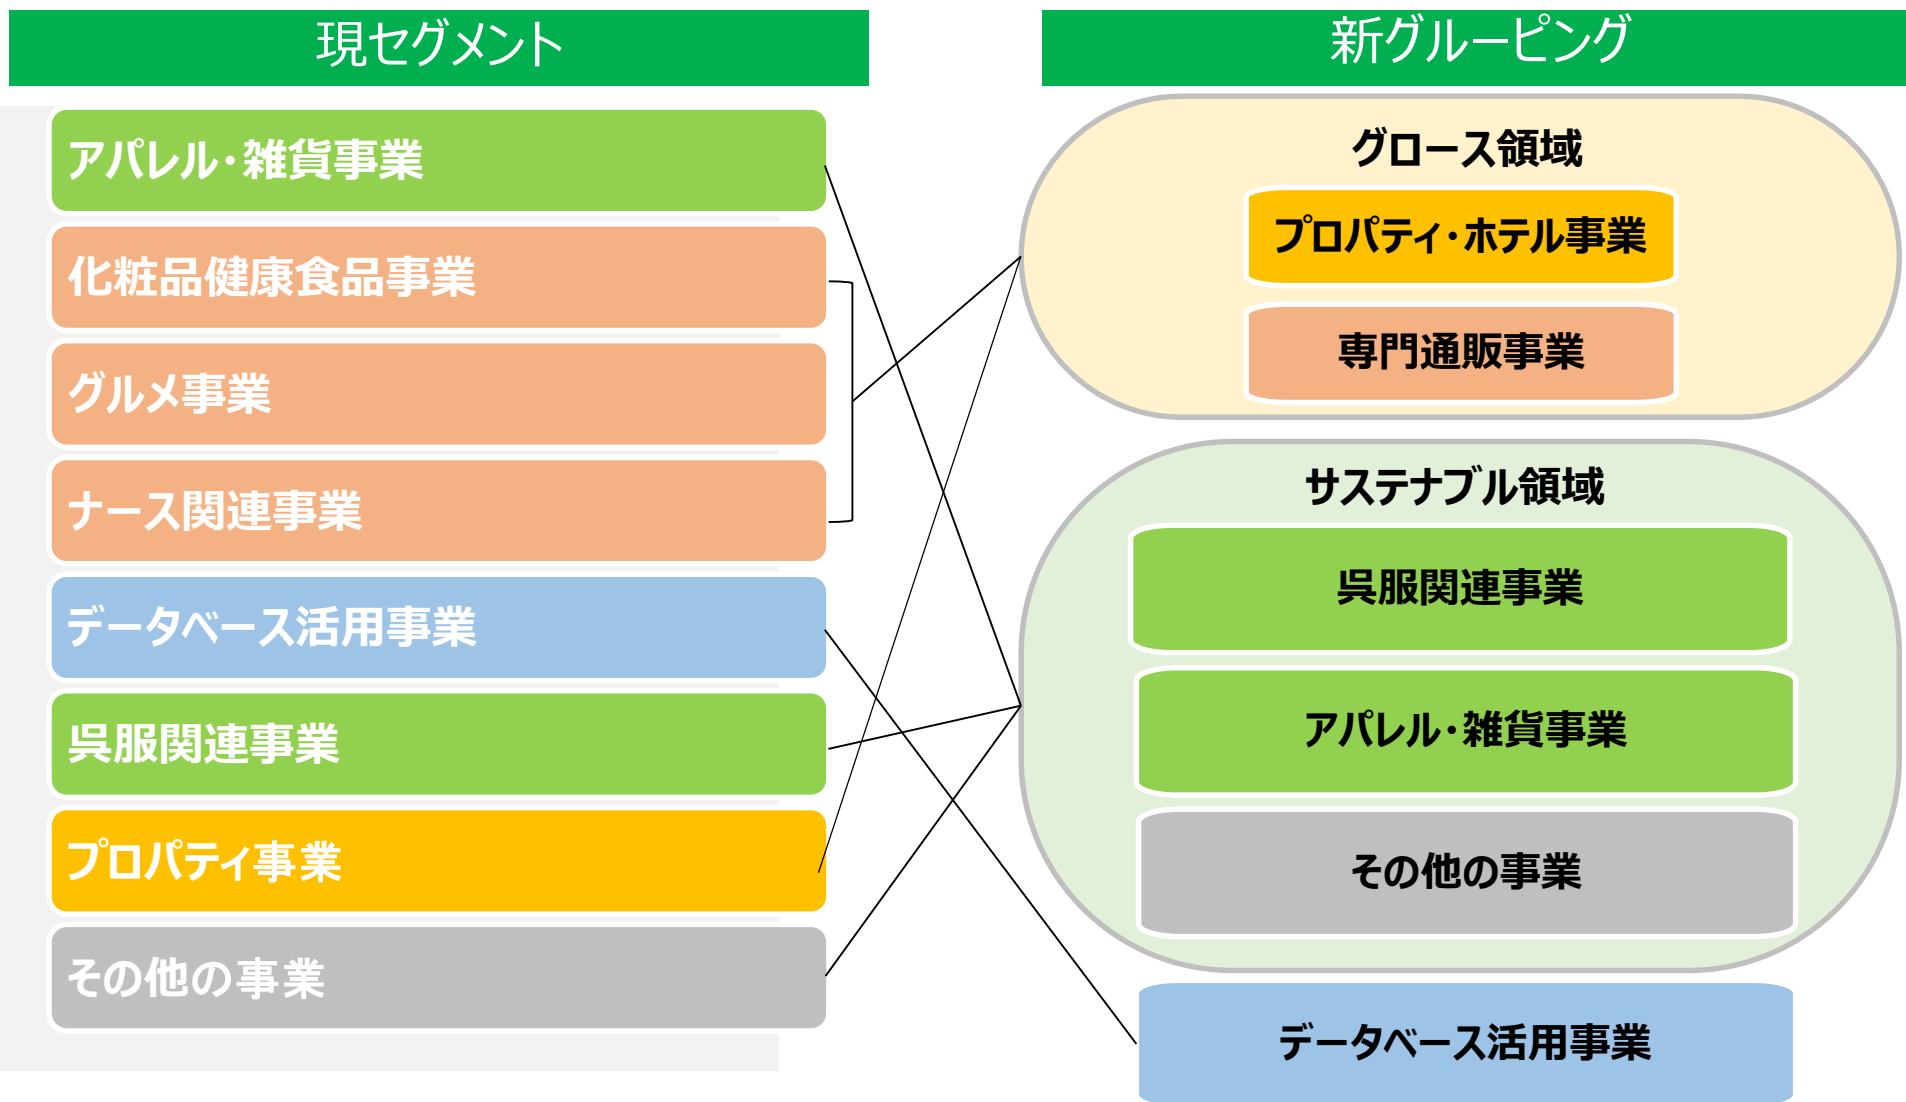 現セグメント
アパレル・雑貨事業
化粧品健康食品事業
グルメ事業
ナース関連事業
データベース活用事業
呉服関連事業
プロパティ事業
その他の事業
新グルーピング
グロース領域
プロパティ・ホテル事業
専門通販事業
サステナブル領域
呉服関連事業
アパレル・雑貨事業
その他の事業
データベース活用事業